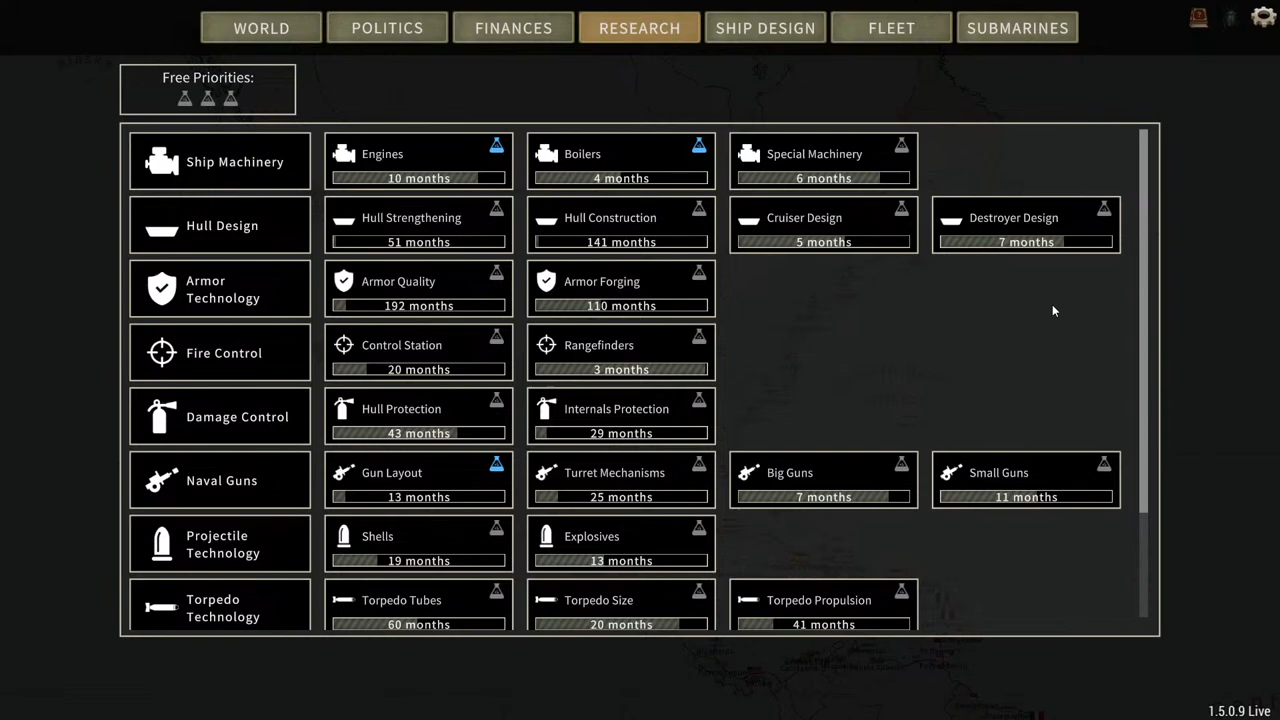 WORLD
POLITICS
FINANCES
RESEARCH
SHIP DESIGN
FLEET
SUBMARINES
Free Priorities:
Ship Machinery
Engines
10 months
Boilers
4 months
Special Machinery
6 months
Hull Design
Hull Strengthening
51 months
Hull Construction
141 months
Cruiser Design
5 months
Destroyer Design
7 months
Armor
Technology
Armor Quality
192 months
Armor Forging
110 months
Fire Control
Control Station
20 months
Rangefinders
3 months
Damage Control
Hull Protection
43 months
Internals Protection
29 months
Naval Guns
Gun Layout
13 months
Turret Mechanisms
25 months
Big Guns
7 months
Small Guns
11 months
Projectile
Technology
Shells
19 months
Explosives
13 months
Torpedo
Technology
Torpedo Tubes
60 months
Torpedo Size
20 months
Torpedo Propulsion
41 months
1.5.0.9 Live